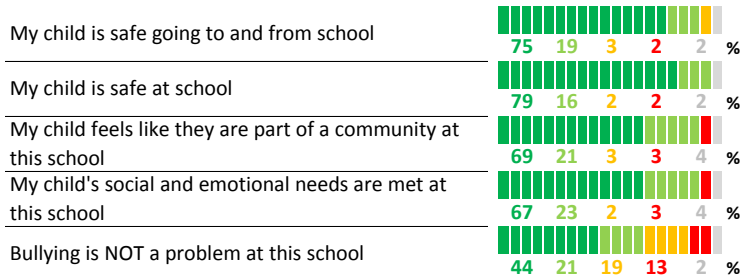 My child is safe going to and from school
75 19 3 2 2 %
My child is safe at school
79 16 2 2 2 %
My child feels like they are part of a community at
this school
69 21 3 3 4 %
My child's social and emotional needs are met at
this school
67 23 2 3 4 %
Bullying is NOT a problem at this school
44 21 19 13 2 %